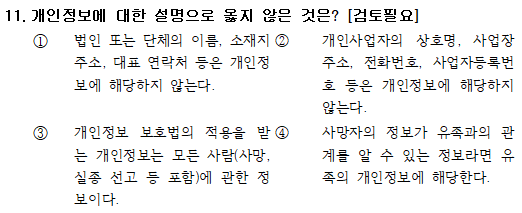 11. 개인정보에 대한 설명으로 옳지 않은 것은? [검토필요]
① 법인 또는 단체의 이름, 소재지
주소, 대표 연락처 등은 개인정
보에 해당하지 않는다.
② 개인사업자의 상호명, 사업장
주소, 전화번호, 사업자등록번
호 등은 개인정보에 해당하지
않는다.
③ 개인정보 보호법의 적용을 받
는 개인정보는 모든 사람(사망,
실종 선고 등 포함)에 관한 정
보이다.
④ 사망자의 정보가 유족과의 관
계를 알 수 있는 정보라면 유
족의 개인정보에 해당한다.